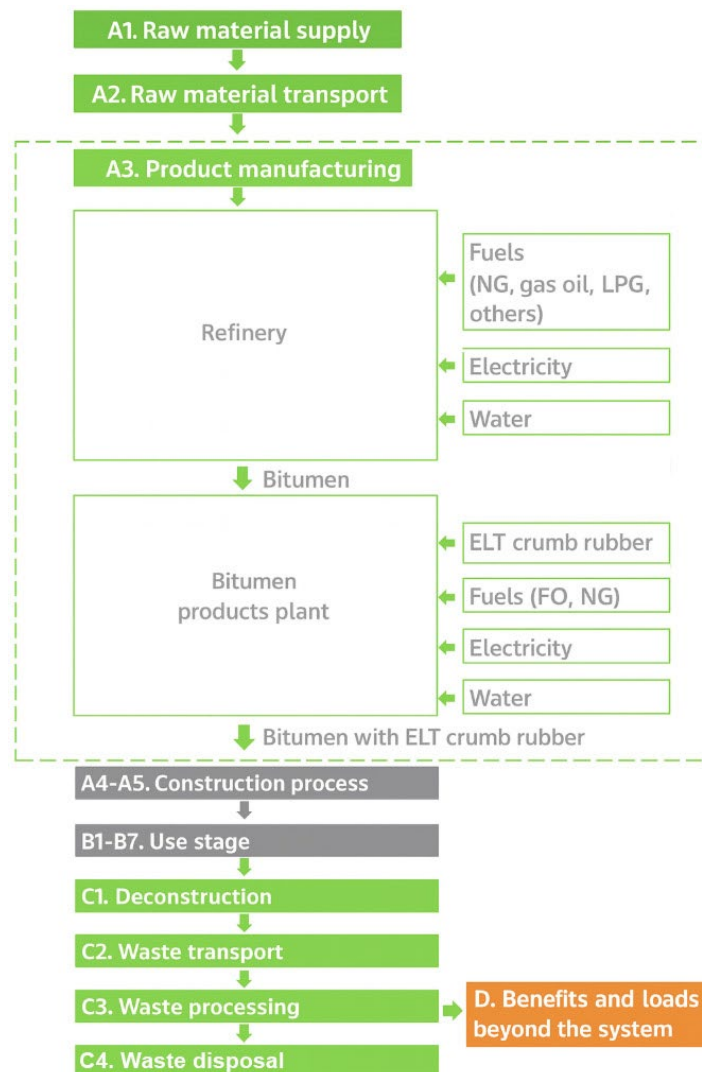 A1. Raw material supply
A2. Raw material transport
A3. Product manufacturing
Refinery
Fuels
(NG, gas oil, LPG,
others)
Electricity
Water
Bitumen
Bitumen
products plant
ELT crumb rubber
Fuels (FO, NG)
Electricity
Water
Bitumen with ELT crumb rubber
A4-A5. Construction process
B1-B7. Use stage
C1. Deconstruction
C2. Waste transport
C3. Waste processing
D. Benefits and loads
beyond the system
C4. Waste disposal